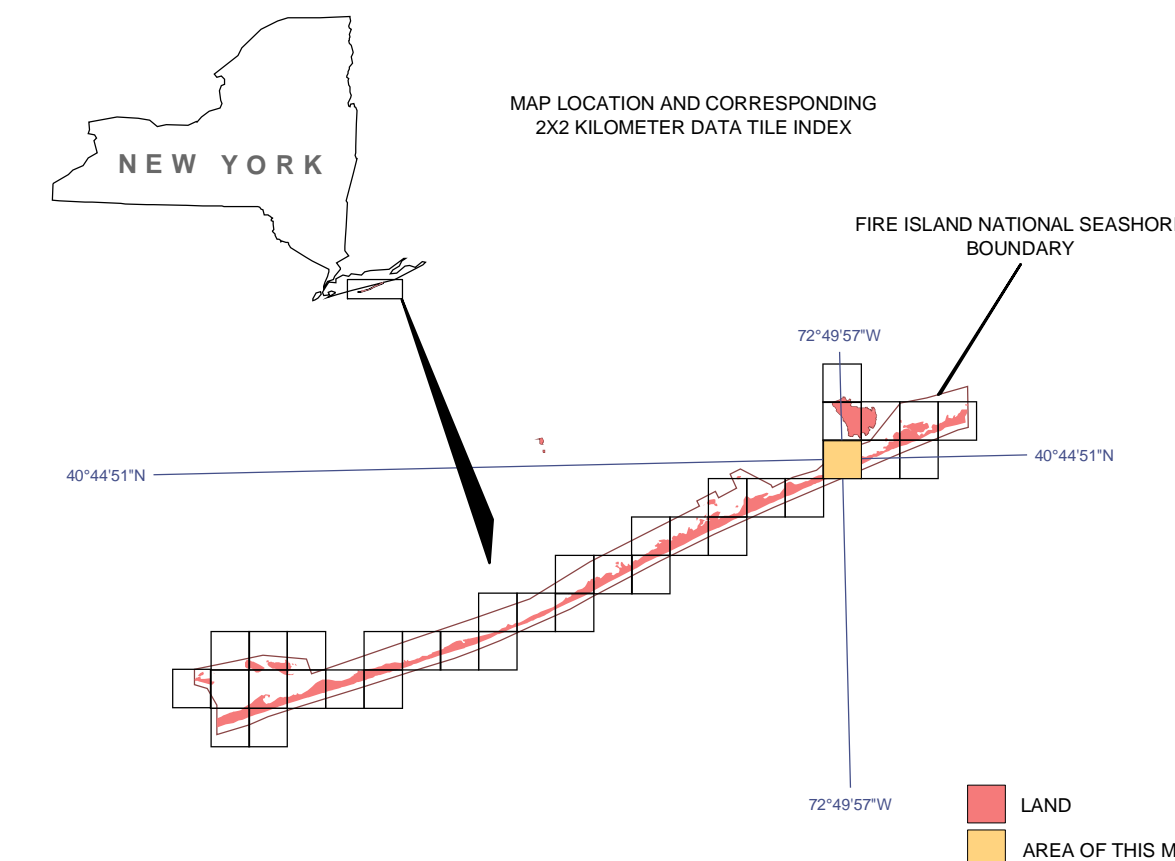 MAP LOCATION AND CORRESPONDING
2X2 KILOMETER DATA TILE INDEX
NEW YORK
FIRE ISLAND NATIONAL SEASHORE
BOUNDARY
72°49'57"W
40°44'51"N
40°44'51"N
72°49'57"W
LAND
AREA OF THIS M